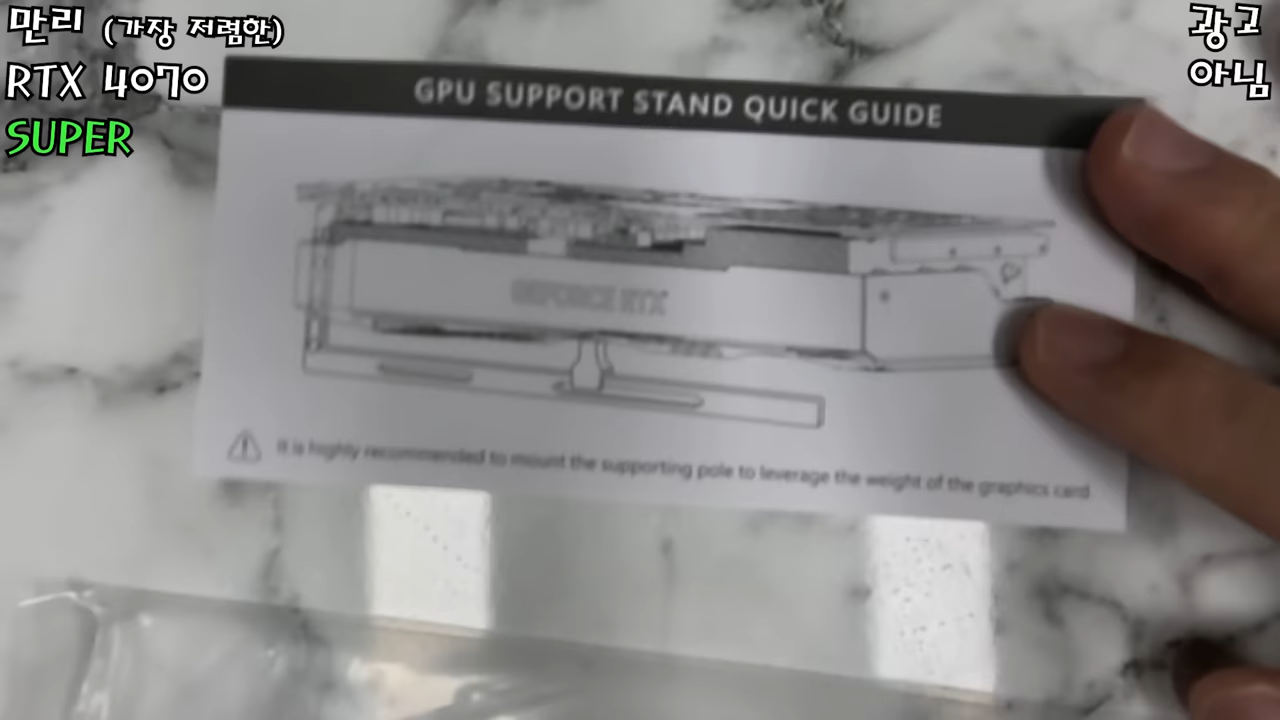 만리 (가장 저렴한)
RTX 4070
SUPER
광고
아님
GPU SUPPORT STAND QUICK GUIDE
GEFORCE RTX
It is highly recommended to mount the supporting pole to leverage the weight of the graphics card